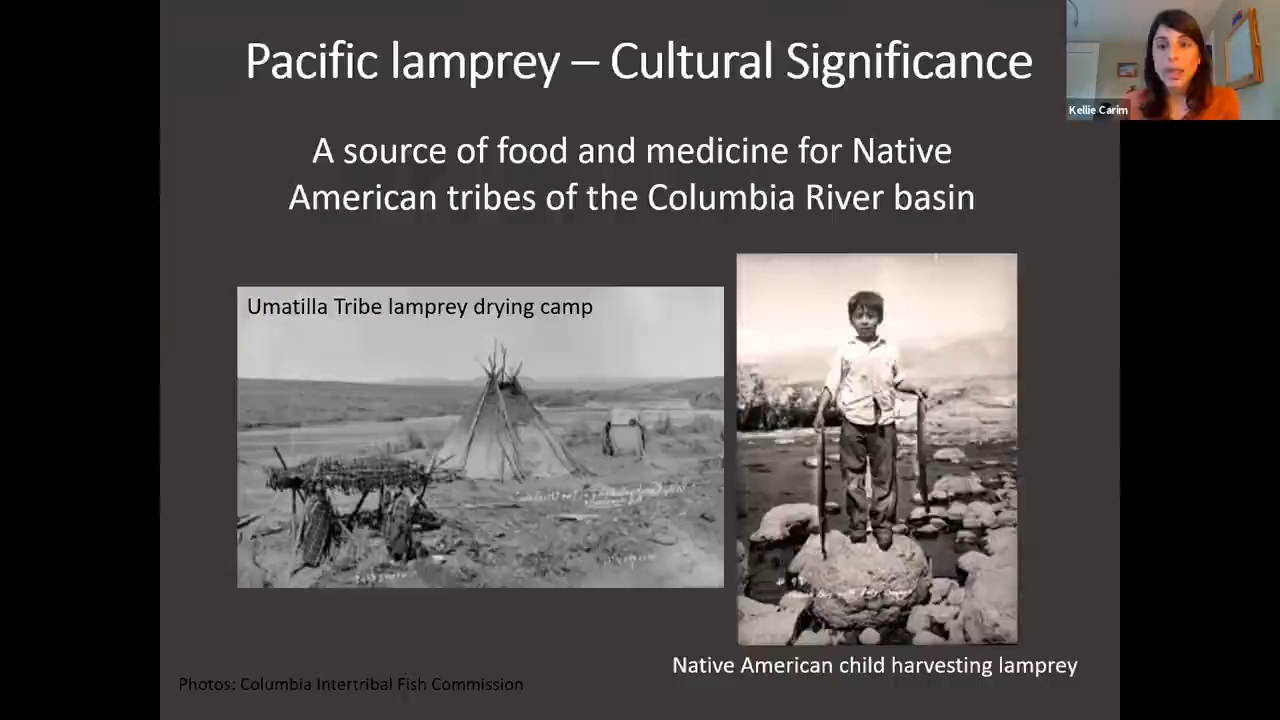 Pacific lamprey – Cultural Significance
Kellie Carim
A source of food and medicine for Native
American tribes of the Columbia River basin
Umatilla Tribe lamprey drying camp
Native American child harvesting lamprey
Photos: Columbia Intertribal Fish Commission